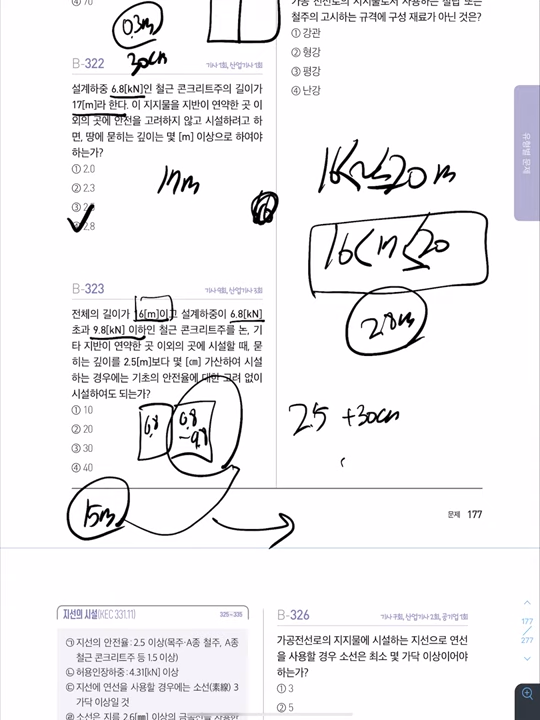 ④ 70
0.3m
30cm
B-322
기사 1회, 산업기사 1회
설계하중 6.8[kN]인 철근 콘크리트주의 길이가
17[m]라 한다. 이 지지물을 지반이 연약한 곳 이
외의 곳에 안전을 고려하지 않고 시설하려고 하
면, 땅에 묻히는 깊이는 몇 [m] 이상으로 하여야
하는가?
① 2.0
② 2.3
③
2.8
17m
B-323
기사 9회, 산업기사 3회
전체의 길이가 16[m]이고 설계하중이 6.8[kN]
초과 9.8[kN] 이하인 철근 콘크리트주를 논, 기
타 지반이 연약한 곳 이외의 곳에 시설할 때, 묻
히는 깊이를 2.5[m]보다 몇 [㎝] 가산하여 시설
하는 경우에는 기초의 안전율에 대한 고려 없이
시설하여도 되는가?
① 10
② 20
③ 30
④ 40
6.8
6.8
~9.8
15m
가공 전선로의 지지물로서 사용하는 철탑 또는
철주의 고시하는 규격에 구성 재료가 아닌 것은?
① 강관
② 형강
③ 평강
④ 난강
유형별 문제
16< ≤20m
16<m≤20
2.8m
2.5 +30cm
문제 177
지선의 시설(KEC 331.11)
325~335
㉠ 지선의 안전율 : 2.5 이상(목주·A종 철주, A종
철근 콘크리트주 등 1.5 이상)
㉡ 허용인장하중 : 4.31[kN] 이상
㉢ 지선에 연선을 사용할 경우에는 소선(素線) 3
가닥 이상일 것
㉣ 소선은 지름 2.6[㎜] 이상의 금속선을 사용한
B-326
기사 7회, 산업기사 2회, 공기업 1회
가공전선로의 지지물에 시설하는 지선으로 연선
을 사용할 경우 소선은 최소 몇 가닥 이상이어야
하는가?
① 3
② 5
177
277